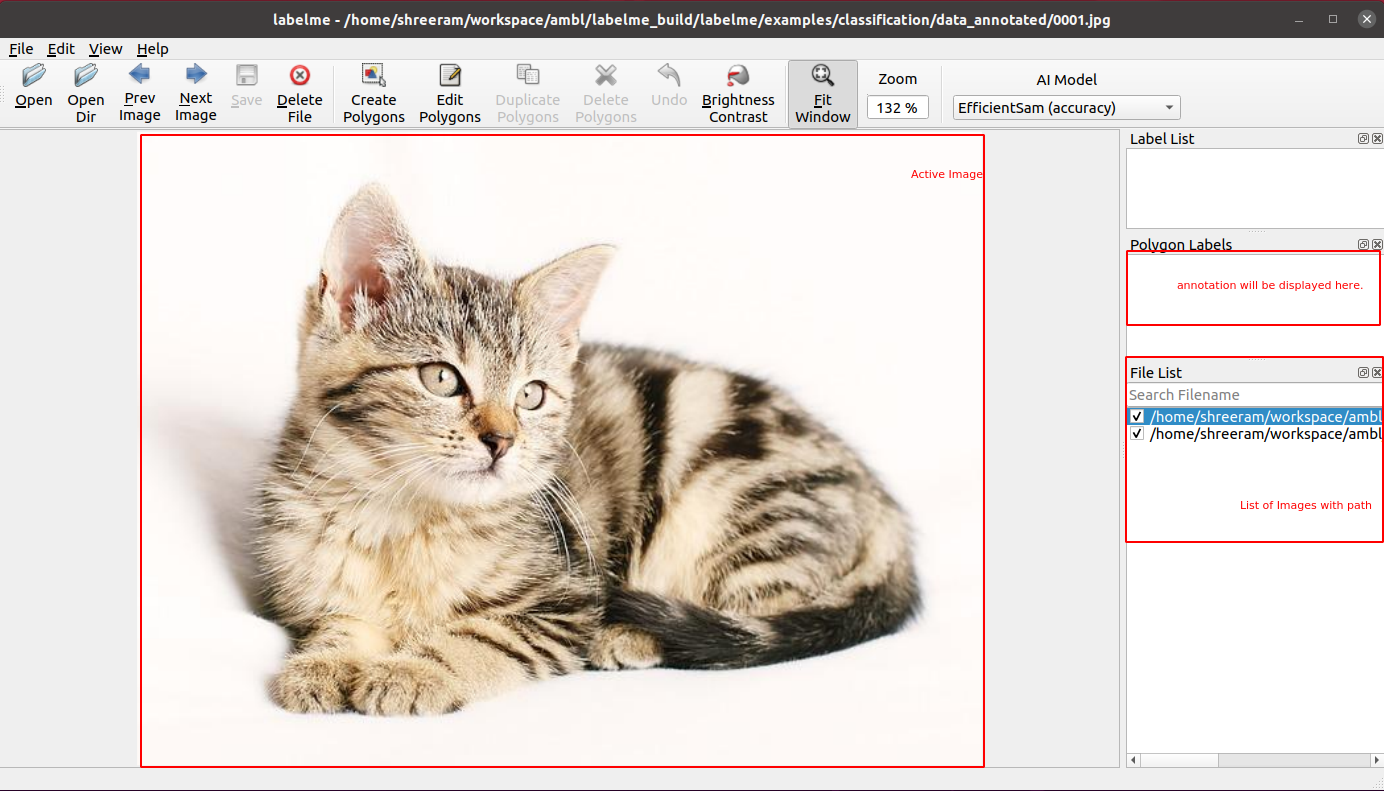 labelme - /home/shreeram/workspace/ambl/labelme_build/labelme/examples/classification/data_annotated/0001.jpg
File Edit View Help
Open
Open Dir
Prev Image
Next Image
Save
Delete File
Create Polygons
Edit Polygons
Duplicate Polygons
Delete Polygons
Undo
Brightness Contrast
Fit Window
Zoom
132 %
AI Model
EfficientSam (accuracy)
Active Image
Label List
Polygon Labels
annotation will be displayed here.
File List
Search Filename
/home/shreeram/workspace/ambl
/home/shreeram/workspace/ambl
List of Images with path